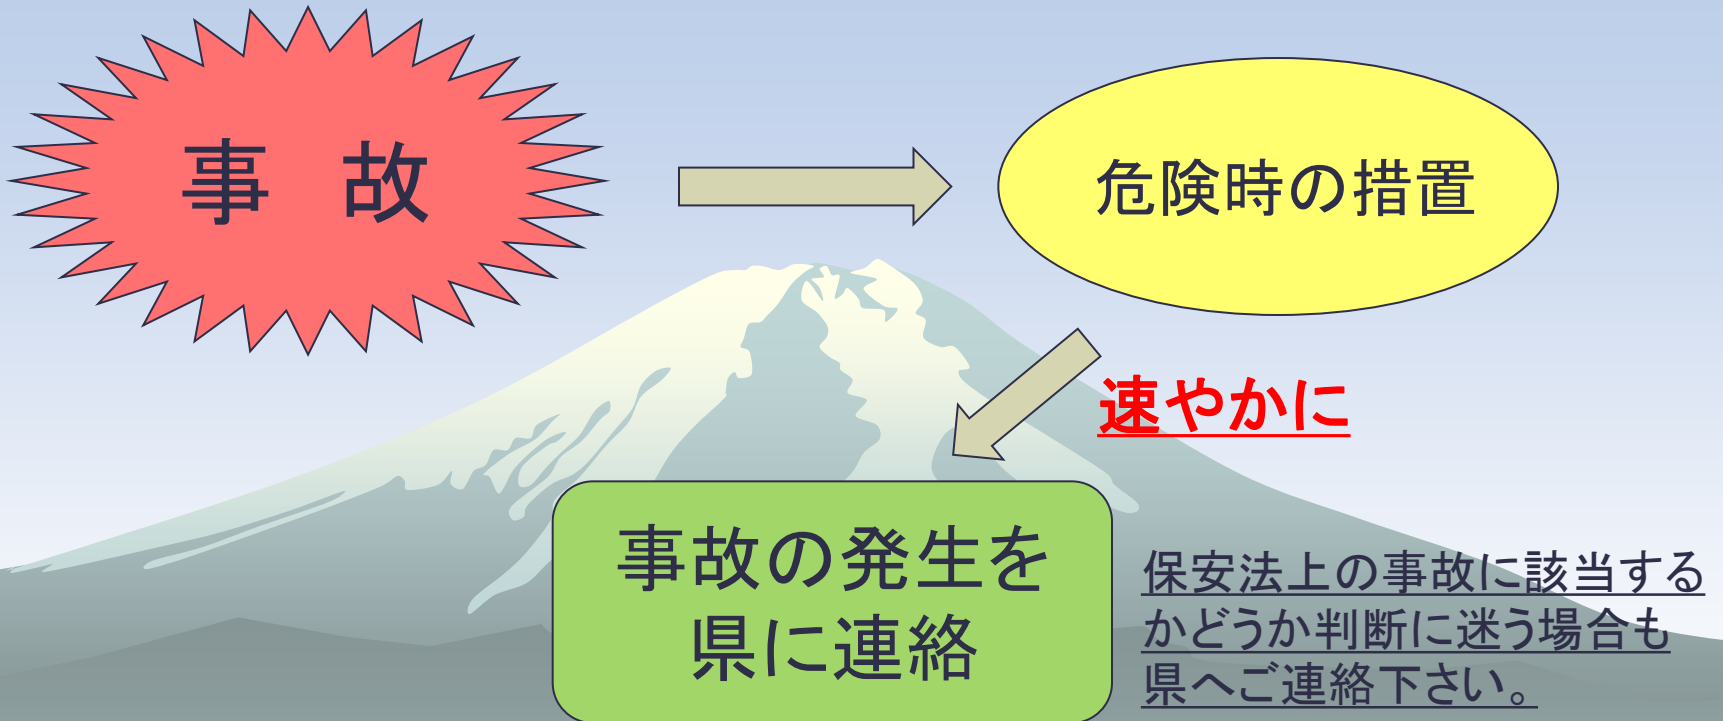 事　故
危険時の措置
速やかに
事故の発生を
県に連絡
保安法上の事故に該当する
かどうか判断に迷う場合も
県へご連絡下さい。